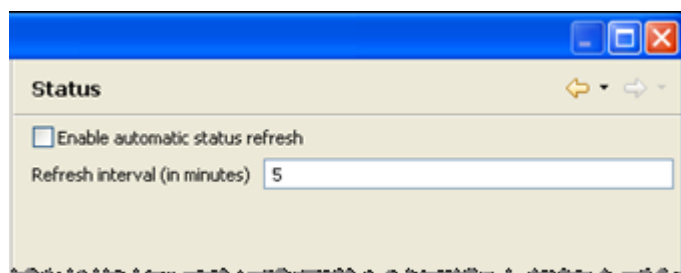 Status
Enable automatic status refresh
Refresh interval (in minutes) 5